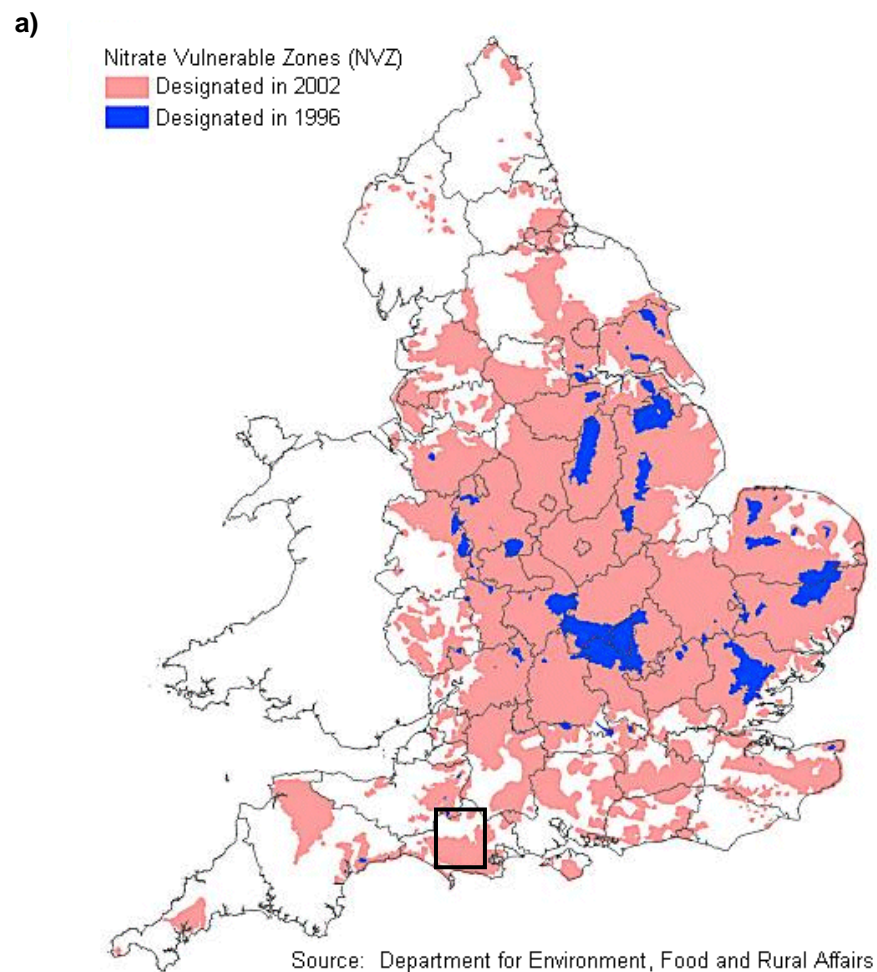 a)
Nitrate Vulnerable Zones (NVZ)
Designated in 2002
Designated in 1996
Source: Department for Environment, Food and Rural Affairs